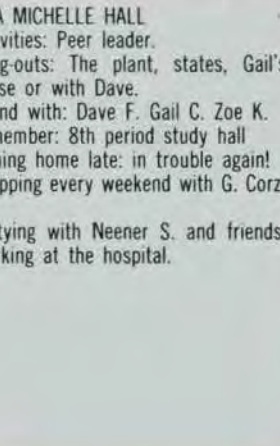 A MICHELLE HALL
vities: Peer leader.
g-outs: The plant, states, Gail's
se or with Dave.
nd with: Dave F. Gail C. Zoe K.
member: 8th period study hall
ning home late: in trouble again!
pping every weekend with G. Corz
tying with Neener S. and friends
king at the hospital.